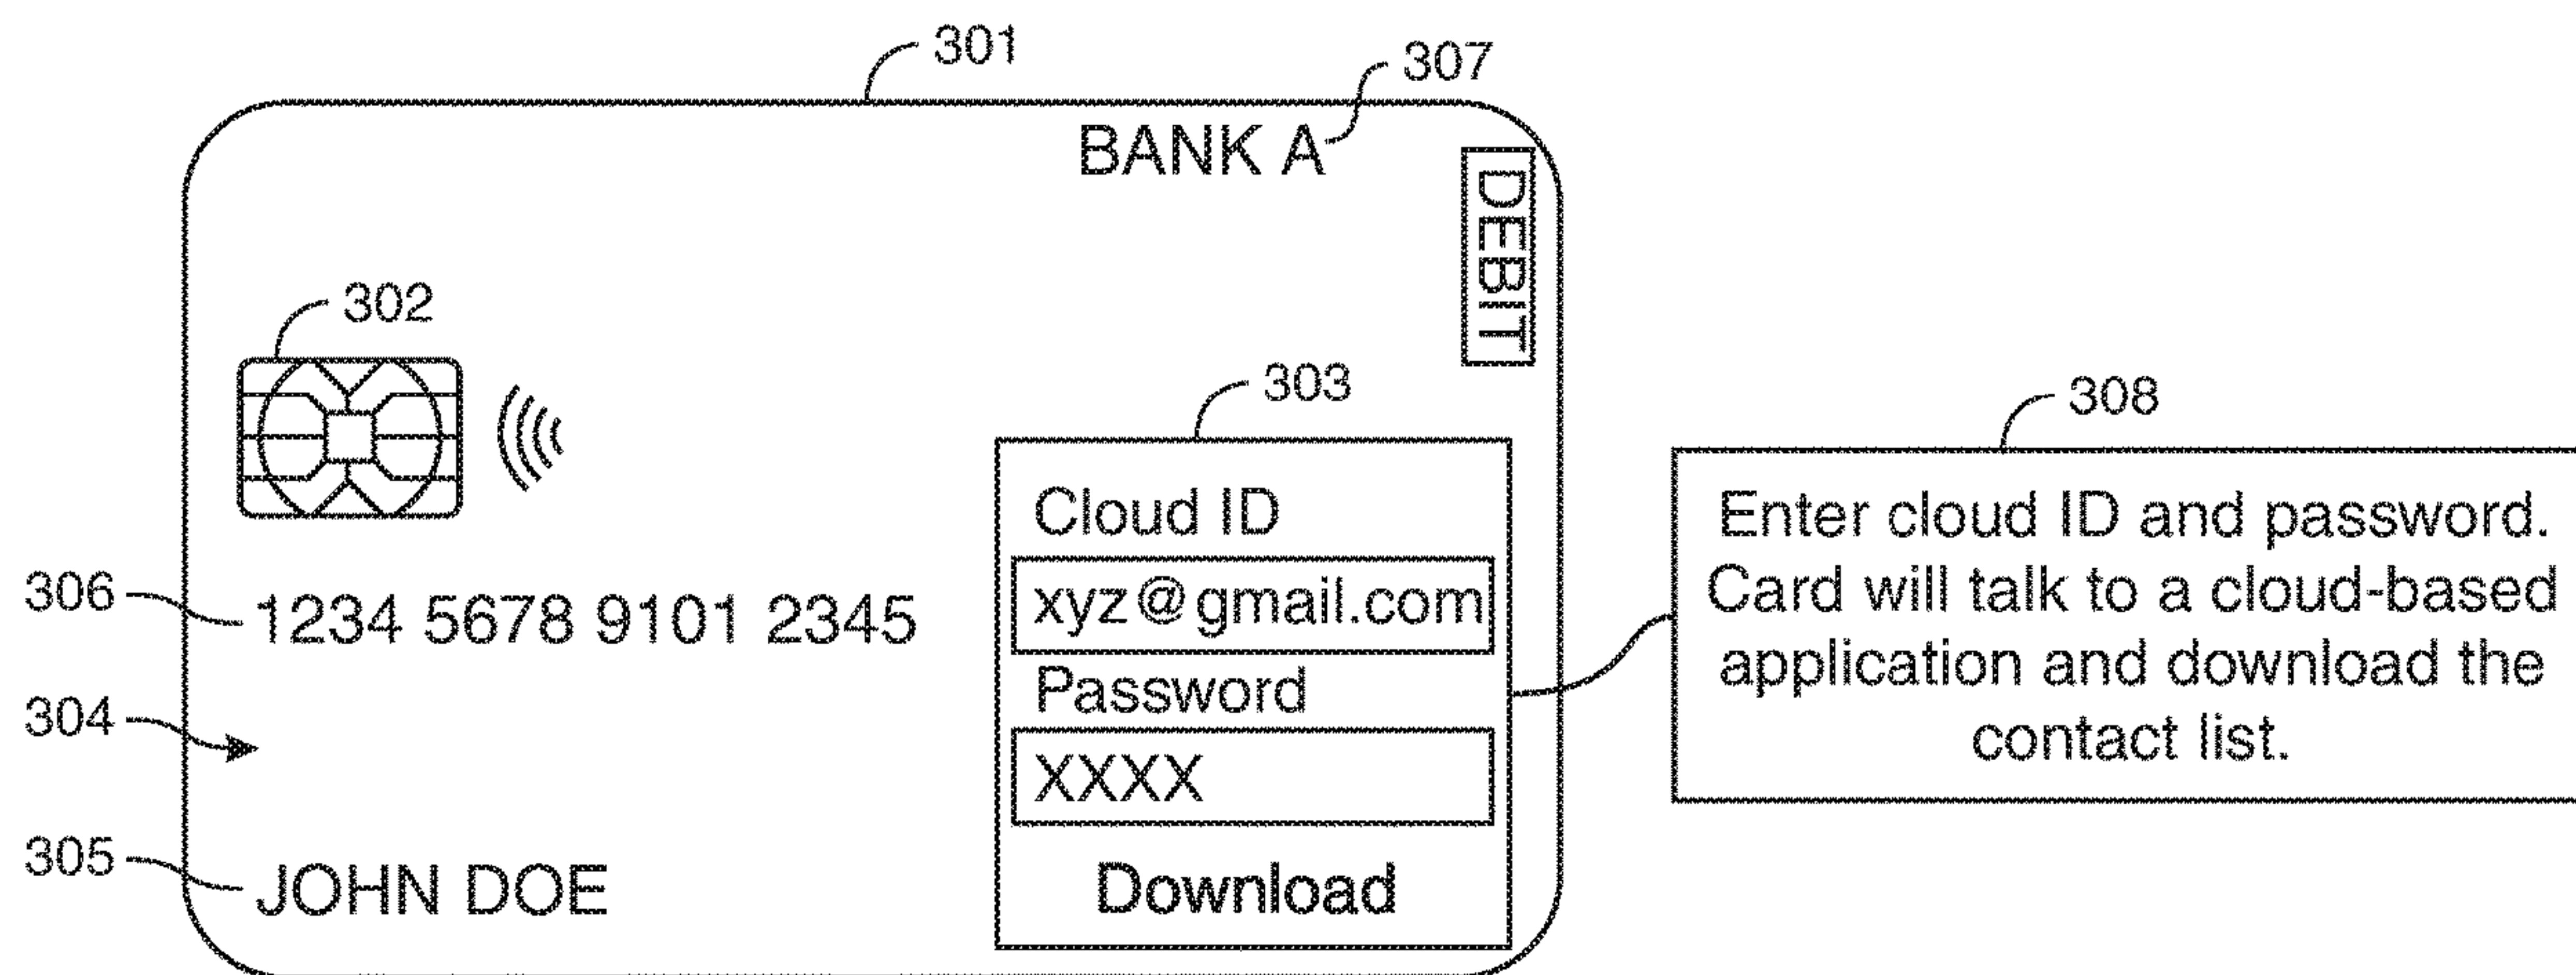 301
307
BANK A
DEBIT
302
303
308
Cloud ID
xyz@gmail.com
Password
XXXX
Download
Enter cloud ID and password.
Card will talk to a cloud-based
application and download the
contact list.
306
1234 5678 9101 2345
304
305
JOHN DOE